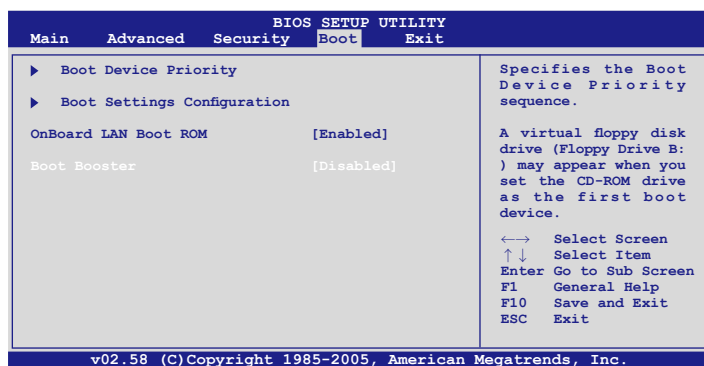 BIOS SETUP UTILITY
Main Advanced Security Boot Exit
Boot Device Priority
Boot Settings Configuration
OnBoard LAN Boot ROM [Enabled]
Boot Booster [Disabled]
Specifies the Boot
Device Priority
sequence.
A virtual floppy disk
drive (Floppy Drive B:
) may appear when you
set the CD-ROM drive
as the first boot
device.
←→ Select Screen
↑↓ Select Item
Enter Go to Sub Screen
F1 General Help
F10 Save and Exit
ESC Exit
v02.58 (C)Copyright 1985-2005, American Megatrends, Inc.